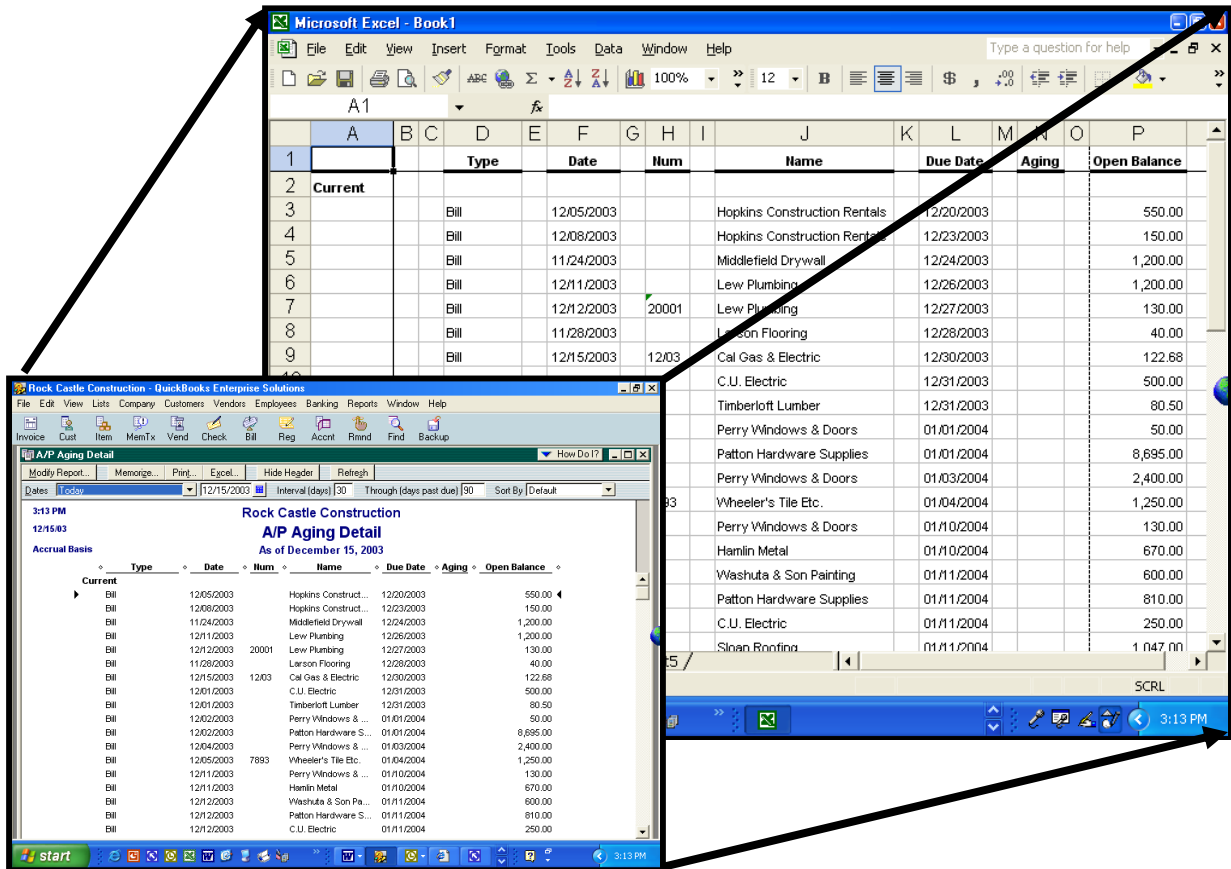 Microsoft Excel - Book1
File Edit View Insert Format Tools Data Window Help Type a question for help
100% 12 B $ ,
A1 fx
A B C D E F G H I J K L M N O P
1 Type Date Num Name Due Date Aging Open Balance
2 Current
3 Bill 12/05/2003 Hopkins Construction Rentals 12/20/2003 550.00
4 Bill 12/08/2003 Hopkins Construction Rentals 12/23/2003 150.00
5 Bill 11/24/2003 Middlefield Drywall 12/24/2003 1,200.00
6 Bill 12/11/2003 Lew Plumbing 12/26/2003 1,200.00
7 Bill 12/12/2003 20001 Lew Plumbing 12/27/2003 130.00
8 Bill 11/28/2003 Larson Flooring 12/28/2003 40.00
9 Bill 12/15/2003 12/03 Cal Gas & Electric 12/30/2003 122.68
C.U. Electric 12/31/2003 500.00
Timberloft Lumber 12/31/2003 80.50
Perry Windows & Doors 01/01/2004 50.00
Patton Hardware Supplies 01/01/2004 8,695.00
Perry Windows & Doors 01/03/2004 2,400.00
93 Wheeler's Tile Etc. 01/04/2004 1,250.00
Perry Windows & Doors 01/10/2004 130.00
Hamlin Metal 01/10/2004 670.00
Washuta & Son Painting 01/11/2004 600.00
Patton Hardware Supplies 01/11/2004 810.00
C.U. Electric 01/11/2004 250.00
Sloan Roofing 01/11/2004 1,047.00
t5
SCRL
3:13 PM
Rock Castle Construction - QuickBooks Enterprise Solutions
File Edit View Lists Company Customers Vendors Employees Banking Reports Window Help
Invoice Cust Item MemTx Vend Check Bill Reg Accnt Rmnd Find Backup
A/P Aging Detail How Do I?
Modify Report... Memorize... Print... Excel... Hide Header Refresh
Dates Today 12/15/2003 Interval (days) 30 Through (days past due) 90 Sort By Default
3:13 PM Rock Castle Construction
12/15/03 A/P Aging Detail
Accrual Basis As of December 15, 2003
Type Date Num Name Due Date Aging Open Balance
Current
Bill 12/05/2003 Hopkins Construct... 12/20/2003 550.00
Bill 12/08/2003 Hopkins Construct... 12/23/2003 150.00
Bill 11/24/2003 Middlefield Drywall 12/24/2003 1,200.00
Bill 12/11/2003 Lew Plumbing 12/26/2003 1,200.00
Bill 12/12/2003 20001 Lew Plumbing 12/27/2003 130.00
Bill 11/28/2003 Larson Flooring 12/28/2003 40.00
Bill 12/15/2003 12/03 Cal Gas & Electric 12/30/2003 122.68
Bill 12/01/2003 C.U. Electric 12/31/2003 500.00
Bill 12/01/2003 Timberloft Lumber 12/31/2003 80.50
Bill 12/02/2003 Perry Windows & ... 01/01/2004 50.00
Bill 12/02/2003 Patton Hardware S... 01/01/2004 8,695.00
Bill 12/04/2003 Perry Windows & ... 01/03/2004 2,400.00
Bill 12/05/2003 7893 Wheeler's Tile Etc. 01/04/2004 1,250.00
Bill 12/11/2003 Perry Windows & ... 01/10/2004 130.00
Bill 12/11/2003 Hamlin Metal 01/10/2004 670.00
Bill 12/12/2003 Washuta & Son Pa... 01/11/2004 600.00
Bill 12/12/2003 Patton Hardware S... 01/11/2004 810.00
Bill 12/12/2003 C.U. Electric 01/11/2004 250.00
start 3:13 PM